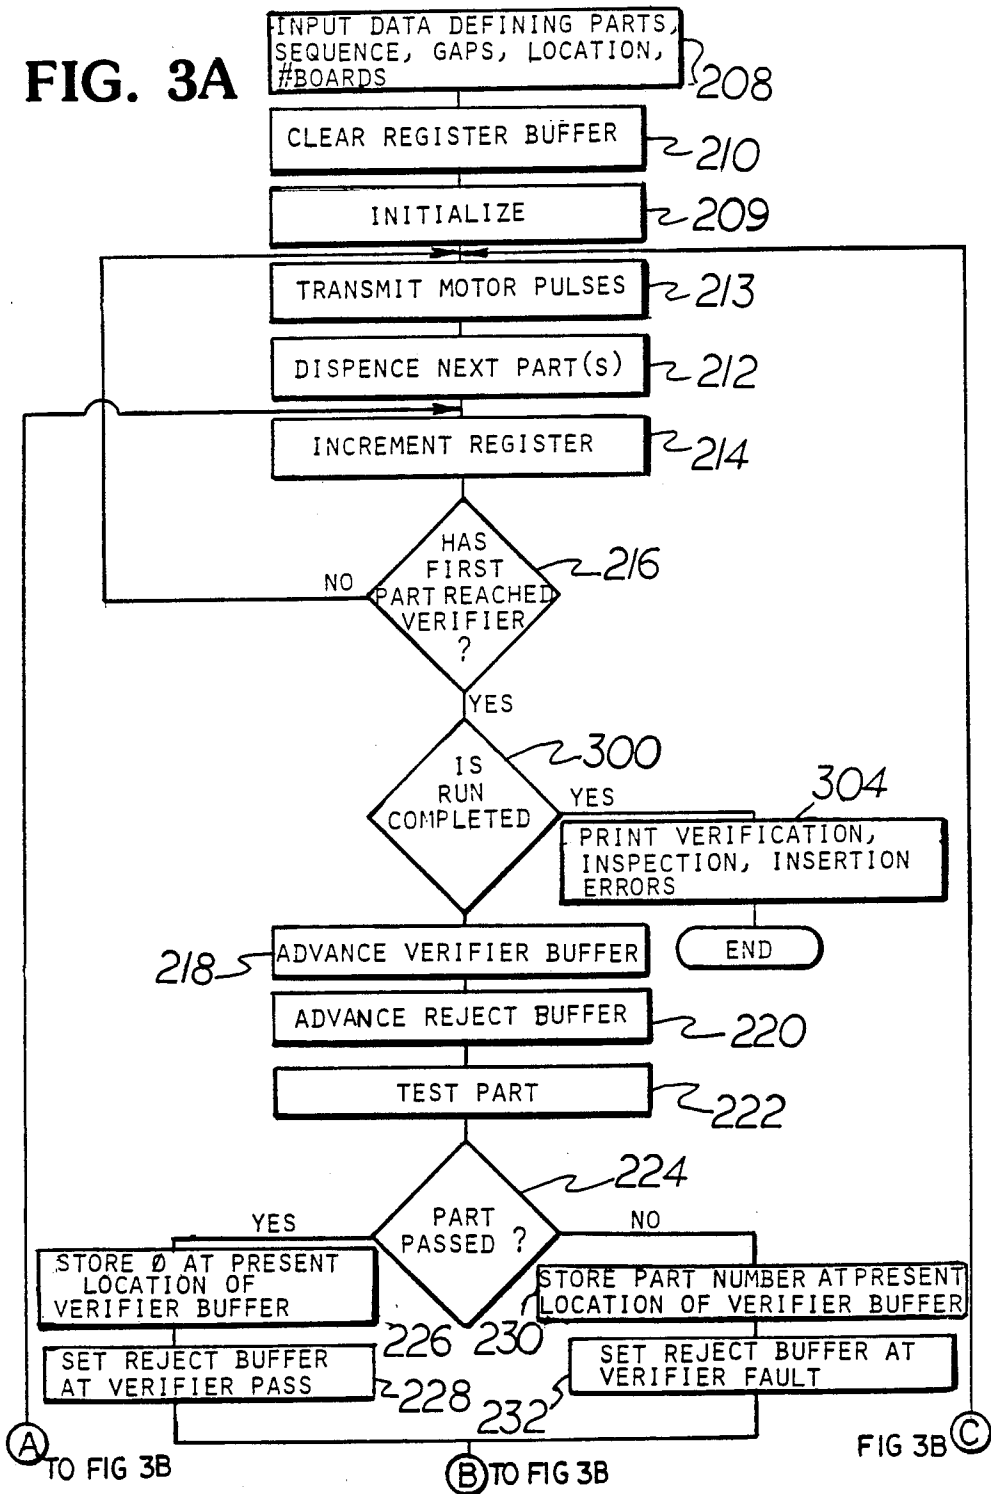 FIG. 3A
INPUT DATA DEFINING PARTS,
SEQUENCE, GAPS, LOCATION,
#BOARDS
208
CLEAR REGISTER BUFFER
210
INITIALIZE
209
TRANSMIT MOTOR PULSES
213
DISPENCE NEXT PART(S)
212
INCREMENT REGISTER
214
HAS
FIRST
PART REACHED
VERIFIER
?
216
NO
YES
IS
RUN
COMPLETED
300
YES
304
PRINT VERIFICATION,
INSPECTION, INSERTION
ERRORS
END
ADVANCE VERIFIER BUFFER
218
ADVANCE REJECT BUFFER
220
TEST PART
222
PART
PASSED ?
224
YES
NO
STORE Ø AT PRESENT
LOCATION OF
VERIFIER BUFFER
226
STORE PART NUMBER AT PRESENT
LOCATION OF VERIFIER BUFFER
230
SET REJECT BUFFER
AT VERIFIER PASS
228
SET REJECT BUFFER AT
VERIFIER FAULT
232
A TO FIG 3B
B TO FIG 3B
FIG 3B C